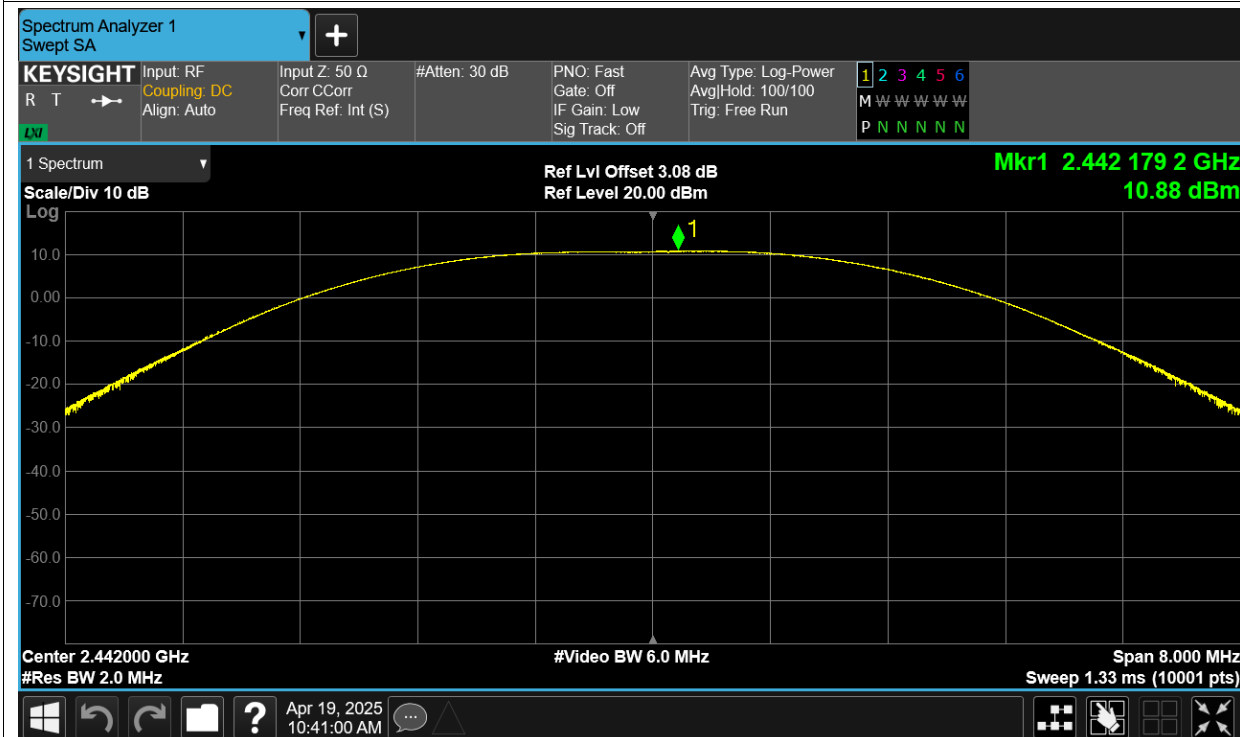 Spectrum Analyzer 1
Swept SA
KEYSIGHT
R T
LXI
Input: RF
Coupling: DC
Align: Auto
Input Z: 50 Ω
Corr CCorr
Freq Ref: Int (S)
#Atten: 30 dB
PNO: Fast
Gate: Off
IF Gain: Low
Sig Track: Off
Avg Type: Log-Power
Avg|Hold: 100/100
Trig: Free Run
1 2 3 4 5 6
M W W W W W
P N N N N N
1 Spectrum
Scale/Div 10 dB
Log
Ref Lvl Offset 3.08 dB
Ref Level 20.00 dBm
Mkr1 2.442 179 2 GHz
10.88 dBm
1
10.0
0.00
-10.0
-20.0
-30.0
-40.0
-50.0
-60.0
-70.0
Center 2.442000 GHz
#Res BW 2.0 MHz
#Video BW 6.0 MHz
Span 8.000 MHz
Sweep 1.33 ms (10001 pts)
?
Apr 19, 2025
10:41:00 AM